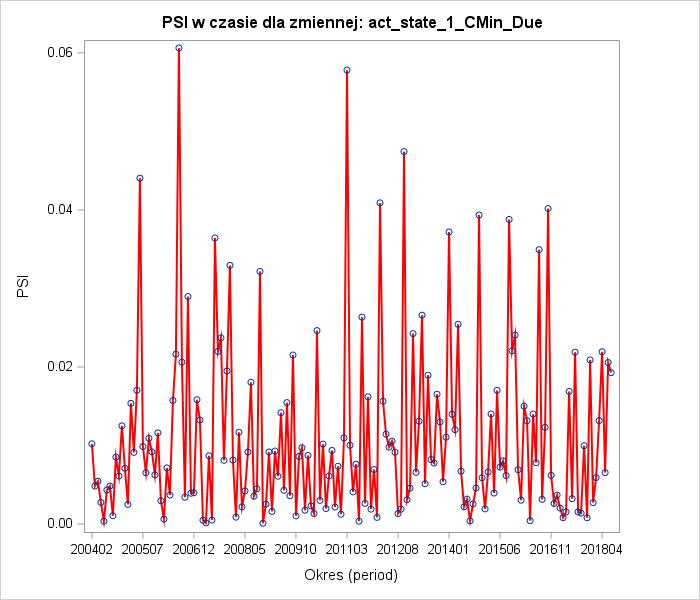 PSI w czasie dla zmiennej: act_state_1_CMin_Due
0.06
0.04
0.02
0.00
PSI
200402 200507 200612 200805 200910 201103 201208 201401 201506 201611 201804
Okres (period)